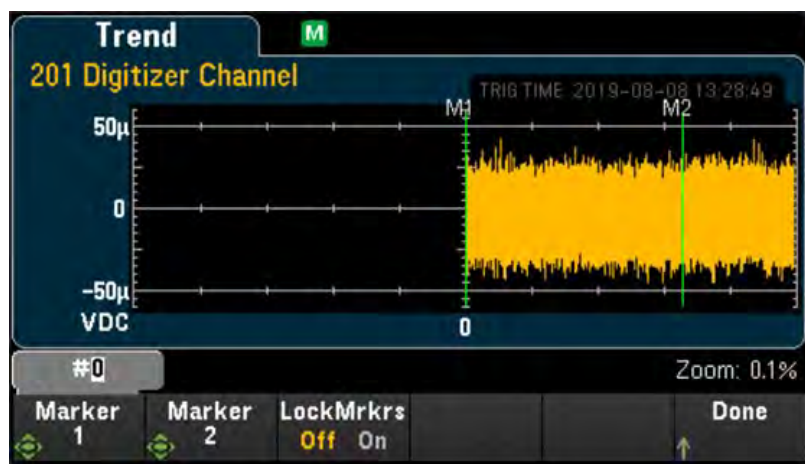 Trend M
201 Digitizer Channel
TRIG TIME 2019-08-08 13:28:49
M1 M2
50µ
0
-50µ
VDC 0
#0 Zoom: 0.1%
Marker 1 Marker 2 LockMrkrs Off On Done